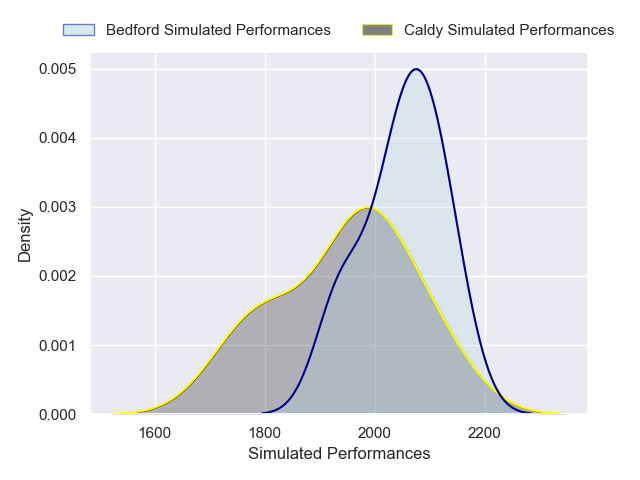 Bedford Simulated Performances Caldy Simulated Performances
0.005
0.004
0.003
0.002
0.001
0.000
Density
1600 1800 2000 2200
Simulated Performances